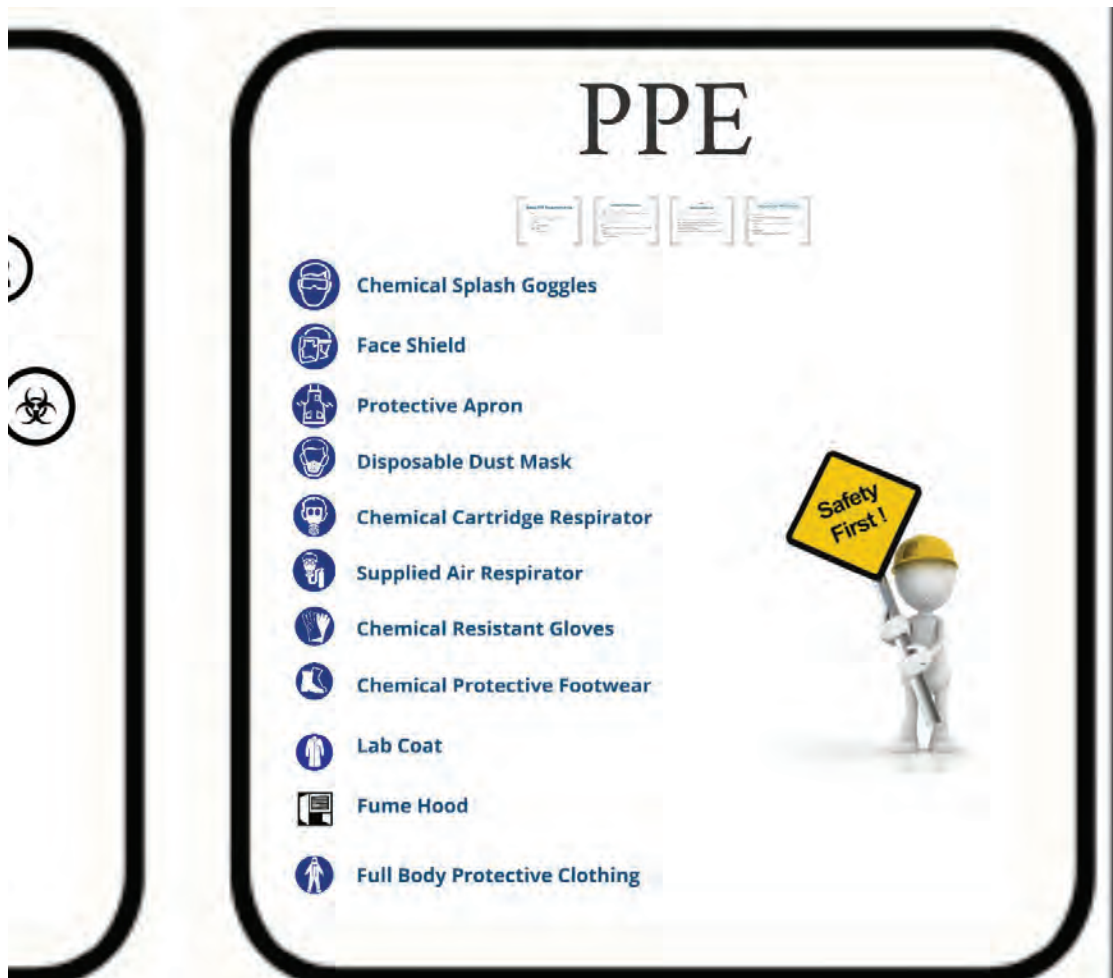 PPE
Chemical Splash Goggles
Face Shield
Protective Apron
Disposable Dust Mask
Chemical Cartridge Respirator
Supplied Air Respirator
Chemical Resistant Gloves
Chemical Protective Footwear
Lab Coat
Fume Hood
Full Body Protective Clothing
Safety
First !